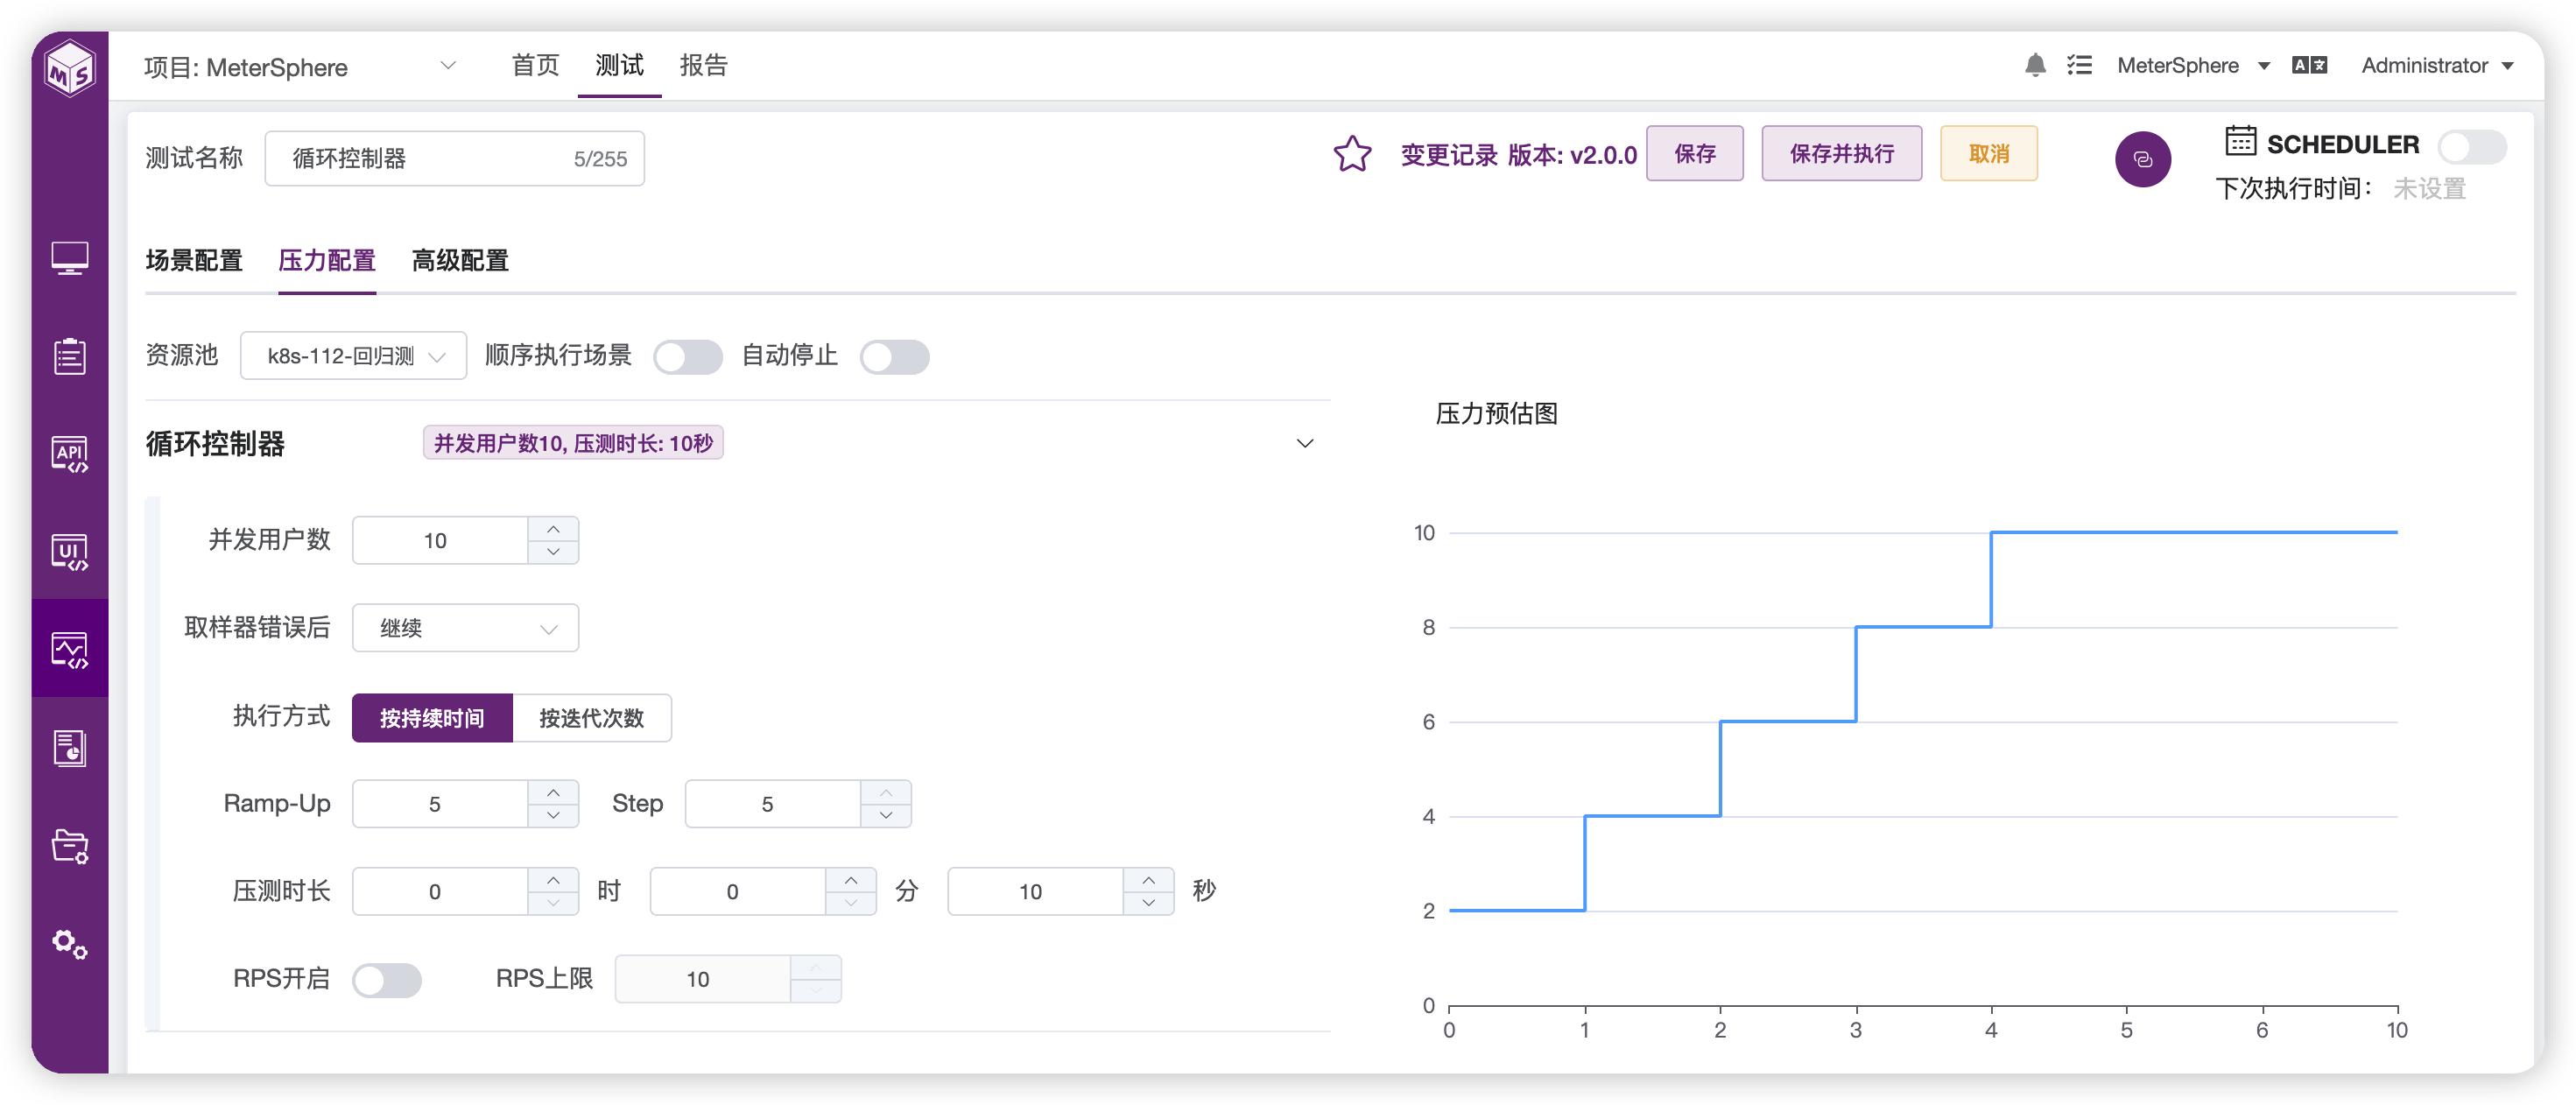 项目: MeterSphere 首页 测试 报告 MeterSphere Administrator
测试名称 循环控制器 5/255 变更记录 版本: v2.0.0 保存 保存并执行 取消 SCHEDULER
下次执行时间： 未设置
场景配置 压力配置 高级配置
资源池 k8s-112-回归测 顺序执行场景 自动停止
循环控制器 并发用户数10, 压测时长: 10秒
并发用户数 10
取样器错误后 继续
执行方式 按持续时间 按迭代次数
Ramp-Up 5 Step 5
压测时长 0 时 0 分 10 秒
RPS开启 RPS上限 10
压力预估图
10
8
6
4
2
0
0 1 2 3 4 5 6 10
MS
API
UI